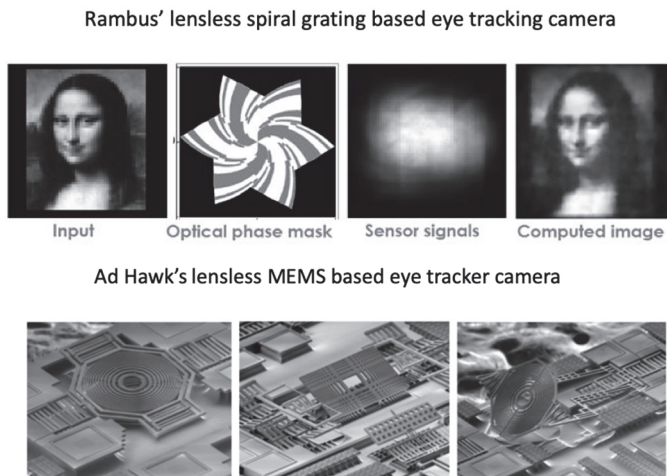 Rambus' lensless spiral grating based eye tracking camera
Input
Optical phase mask
Sensor signals
Computed image
Ad Hawk's lensless MEMS based eye tracker camera